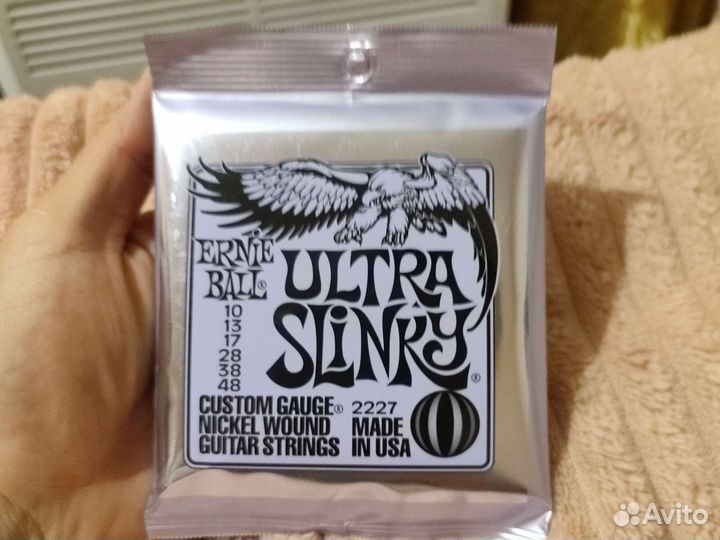 ERNIE
BALL®
10
13
17
28
38
48
ULTRA
SLINKY®
CUSTOM GAUGE® 2227
NICKEL WOUND MADE
GUITAR STRINGS IN USA
Avito